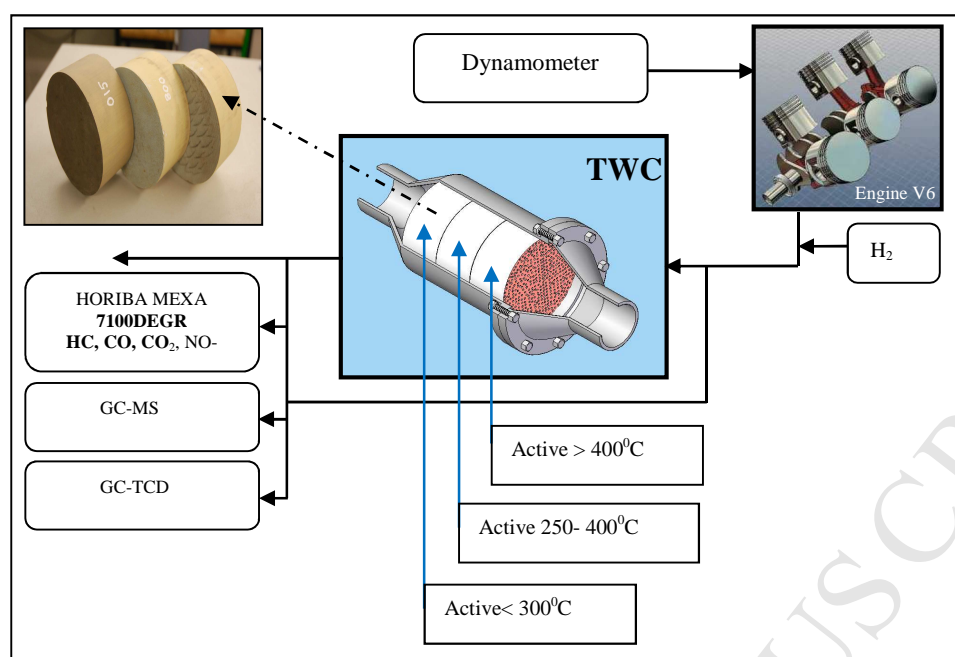 Dynamometer
Engine V6
TWC
H₂
HORIBA MEXA
7100DEGR
HC, CO, CO₂, NO-
GC-MS
GC-TCD
Active > 400⁰C
Active 250- 400⁰C
Active< 300⁰C
015